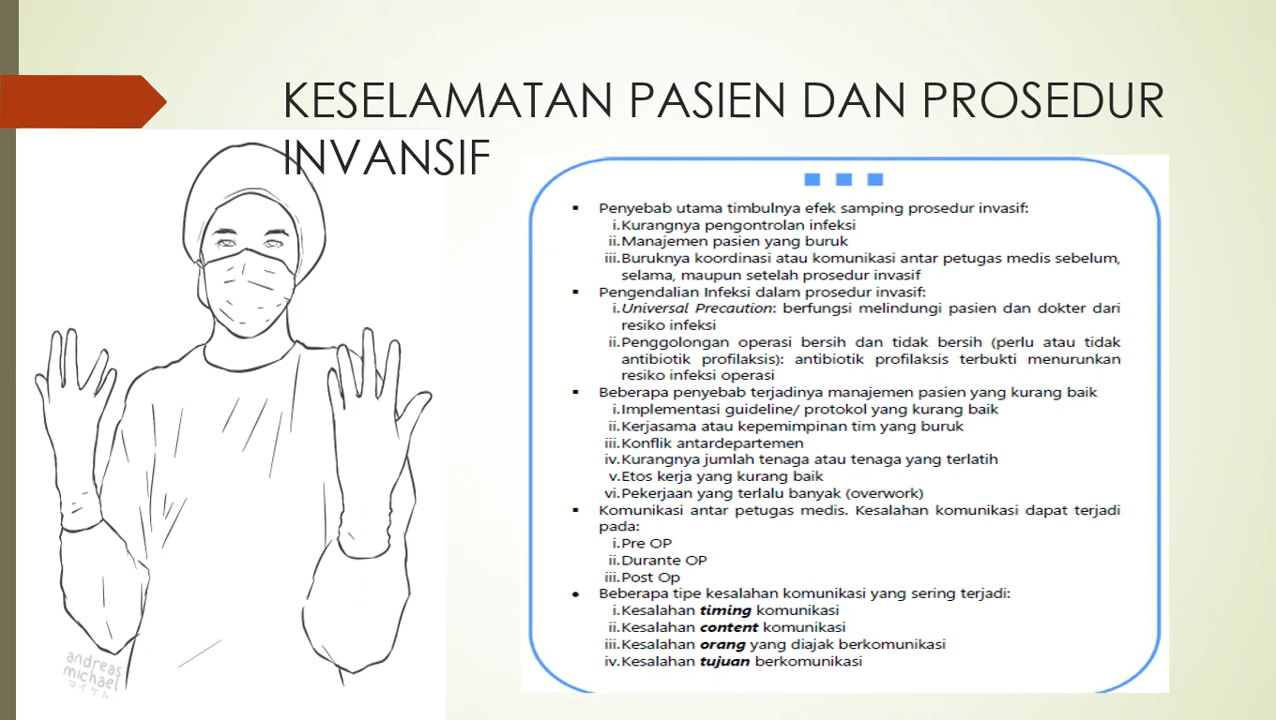 KESELAMATAN PASIEN DAN PROSEDUR
INVANSIF
▪ Penyebab utama timbulnya efek samping prosedur invasif:
i. Kurangnya pengontrolan infeksi
ii. Manajemen pasien yang buruk
iii. Buruknya koordinasi atau komunikasi antar petugas medis sebelum,
selama, maupun setelah prosedur invasif
▪ Pengendalian Infeksi dalam prosedur invasif:
i. Universal Precaution: berfungsi melindungi pasien dan dokter dari
resiko infeksi
ii. Penggolongan operasi bersih dan tidak bersih (perlu atau tidak
antibiotik profilaksis): antibiotik profilaksis terbukti menurunkan
resiko infeksi operasi
▪ Beberapa penyebab terjadinya manajemen pasien yang kurang baik
i. Implementasi guideline/ protokol yang kurang baik
ii. Kerjasama atau kepemimpinan tim yang buruk
iii. Konflik antardepartemen
iv. Kurangnya jumlah tenaga atau tenaga yang terlatih
v. Etos kerja yang kurang baik
vi. Pekerjaan yang terlalu banyak (overwork)
▪ Komunikasi antar petugas medis. Kesalahan komunikasi dapat terjadi
pada:
i. Pre OP
ii. Durante OP
iii. Post Op
• Beberapa tipe kesalahan komunikasi yang sering terjadi:
i. Kesalahan timing komunikasi
ii. Kesalahan content komunikasi
iii. Kesalahan orang yang diajak berkomunikasi
iv. Kesalahan tujuan berkomunikasi
andreas
michael
マイケル